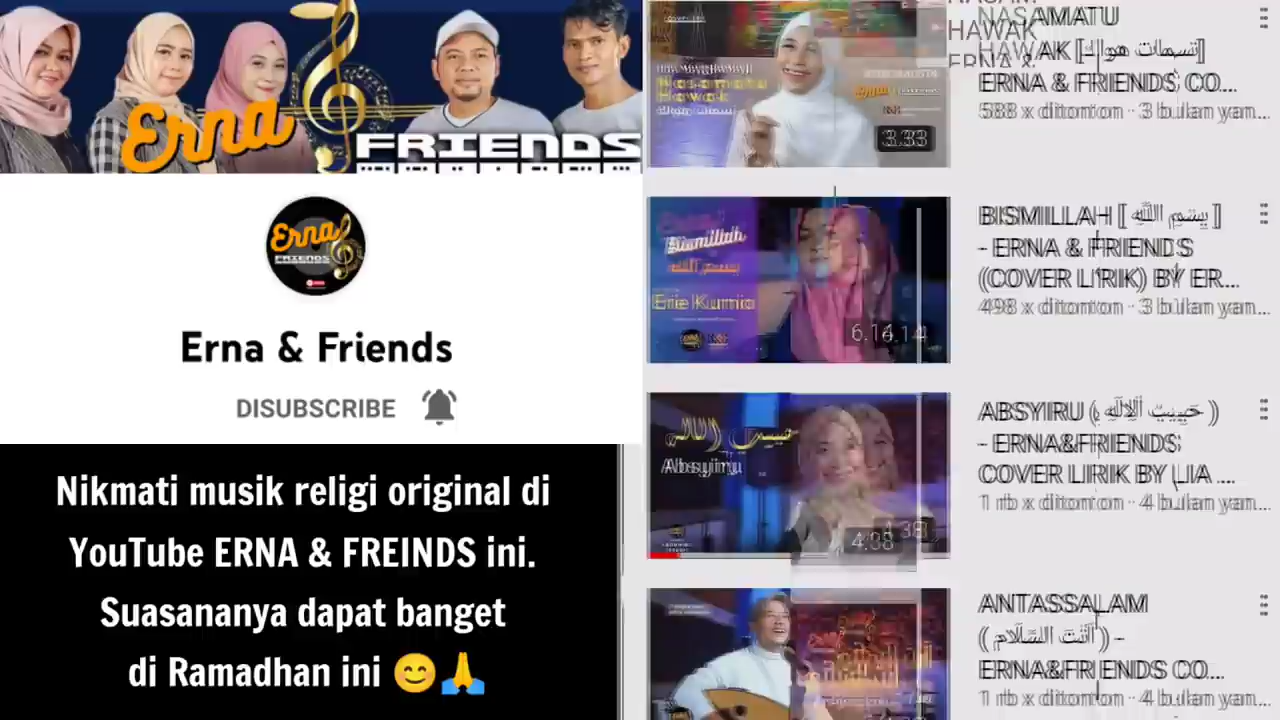 Erna
FRIENDS
Erna
FRIENDS
Erna & Friends
DISUBSCRIBE
Nikmati musik religi original di
YouTube ERNA & FREINDS ini.
Suasananya dapat banget
di Ramadhan ini 😊🙏
Nasamatu
Hawak
3.33
NASAMATU
HAWAK [نسمات هواك]
ERNA & FRIENDS CO...
588 x ditonton · 3 bulan yan...
Bismillah
بسم الله
Erie Kurnia
6.14
BISMILLAH [بِسْمِ اللَّهِ]
- ERNA & FRIENDS
(COVER LIRIK) BY ER...
498 x ditonton · 3 bulan yan...
Absyiru
4.38
ABSYIRU
- ERNA&FRIENDS
COVER LIRIK BY LIA ...
1 rb x ditonton · 4 bulan yan...
ANTASSALAM
(أَنْتَ السَّلَام) -
ERNA&FRIENDS CO...
1 rb x ditonton · 4 bulan yan...